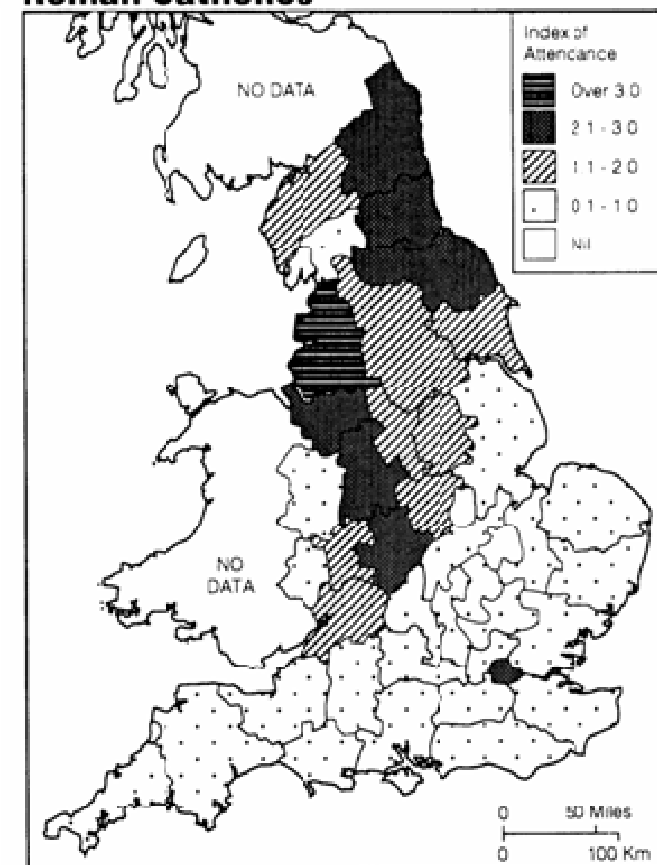 Roman Catholics
NO DATA
Index of
Attendance
Over 3.0
2.1 - 3.0
1.1 - 2.0
0.1 - 1.0
Nil
NO
DATA
0 50 Miles
0 100 Km